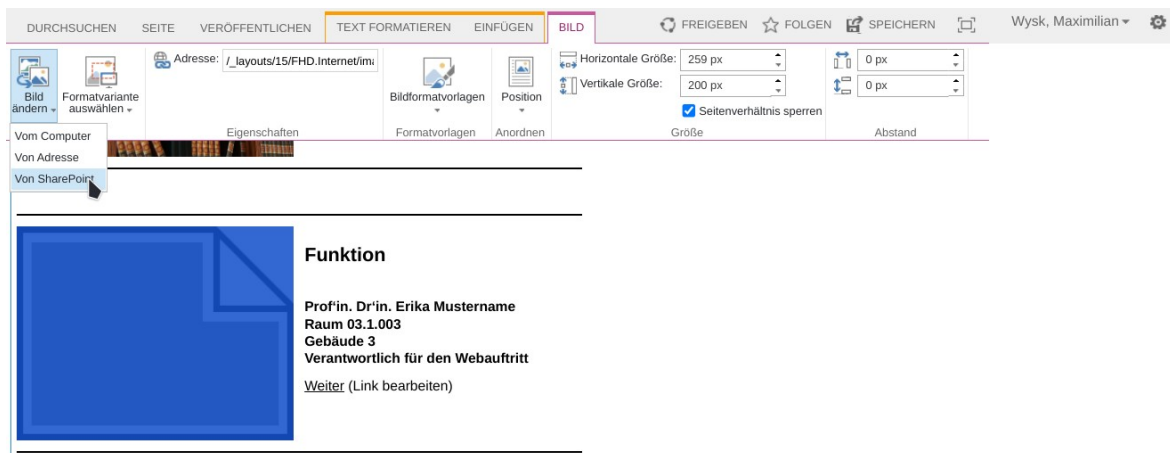 DURCHSUCHEN SEITE VERÖFFENTLICHEN TEXT FORMATIEREN EINFÜGEN BILD FREIGEBEN FOLGEN SPEICHERN Wysk, Maximilian
Bild ändern
Formatvariante auswählen
Adresse: /_layouts/15/FHD.Internet/ima
Eigenschaften
Bildformatvorlagen
Formatvorlagen
Position
Anordnen
Horizontale Größe: 259 px
Vertikale Größe: 200 px
Seitenverhältnis sperren
Größe
0 px
0 px
Abstand
Vom Computer
Von Adresse
Von SharePoint
Funktion
Prof‘in. Dr‘in. Erika Mustername
Raum 03.1.003
Gebäude 3
Verantwortlich für den Webauftritt
Weiter (Link bearbeiten)